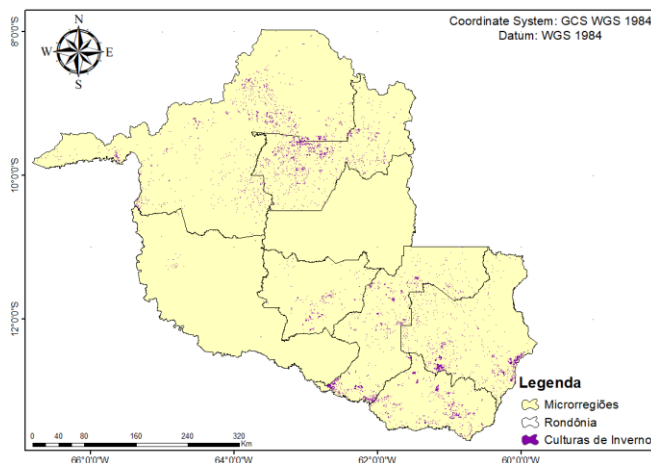 Coordinate System: GCS WGS 1984
Datum: WGS 1984
N
W E
S
8°0'0"S
10°0'0"S
12°0'0"S
Legenda
Microrregiões
Rondônia
Culturas de Inverno
0 40 80 160 240 320
Km
66°0'0"W 64°0'0"W 62°0'0"W 60°0'0"W